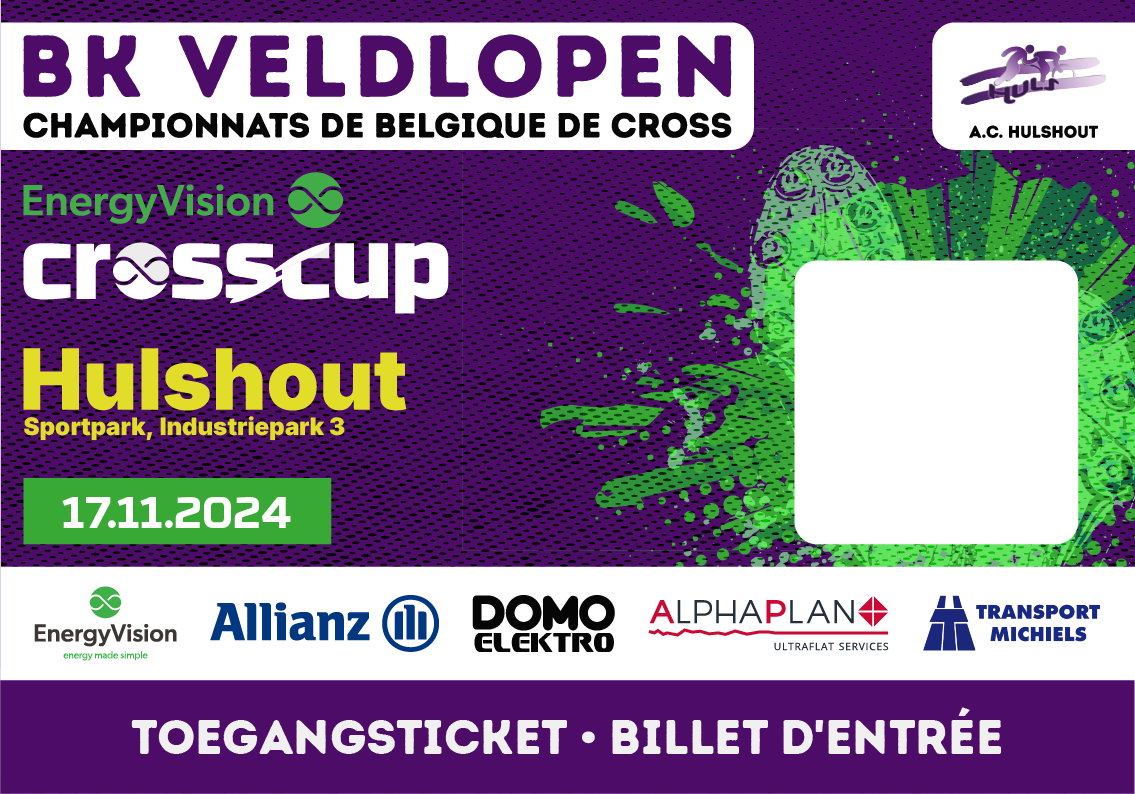 BK VELDLOPEN
CHAMPIONNATS DE BELGIQUE DE CROSS
HULS
A.C. HULSHOUT
EnergyVision
crosscup
Hulshout
Sportpark, Industriepark 3
17.11.2024
EnergyVision
energy made simple
Allianz
DOMO
ELEKTRO
ALPHAPLAN
ULTRAFLAT SERVICES
TRANSPORT
MICHIELS
TOEGANGSTICKET • BILLET D'ENTRÉE